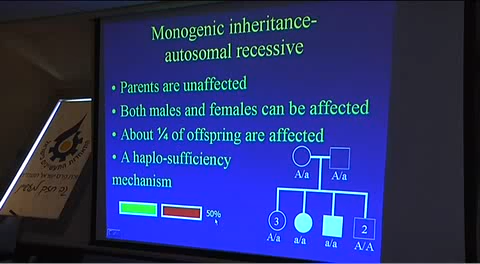 Monogenic inheritance-
autosomal recessive
• Parents are unaffected
• Both males and females can be affected
• About ¼ of offspring are affected
• A haplo-sufficiency
mechanism
50%
A/a A/a
3 2
A/a a/a a/a A/A